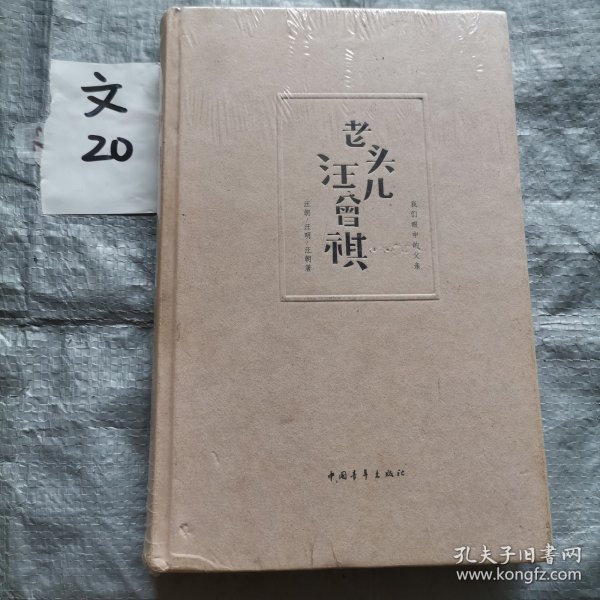 文
20
老头儿
汪曾祺
我们眼中的父亲
汪朗 汪明 汪朝著
中国青年出版社
孔夫子旧书网
www.kongfz.com